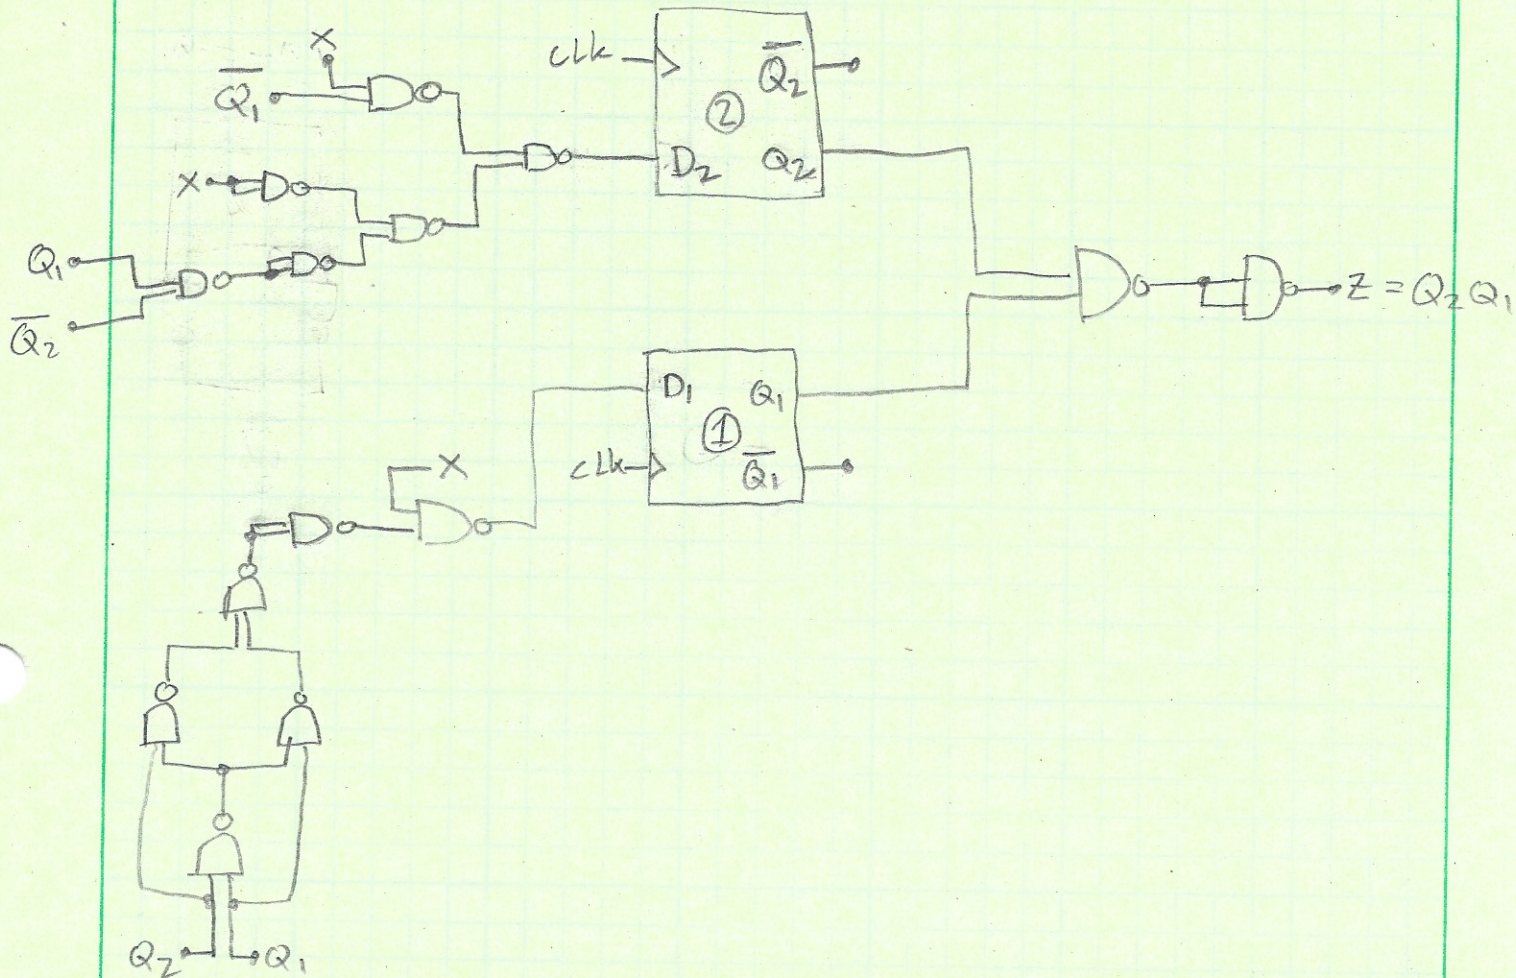 X
Q̅₁
CLK
Q̅₂
②
D₂
Q₂
X
Q₁
Q̅₂
Z = Q₂Q₁
D₁
Q₁
①
CLK
Q̅₁
X
Q₂
Q₁